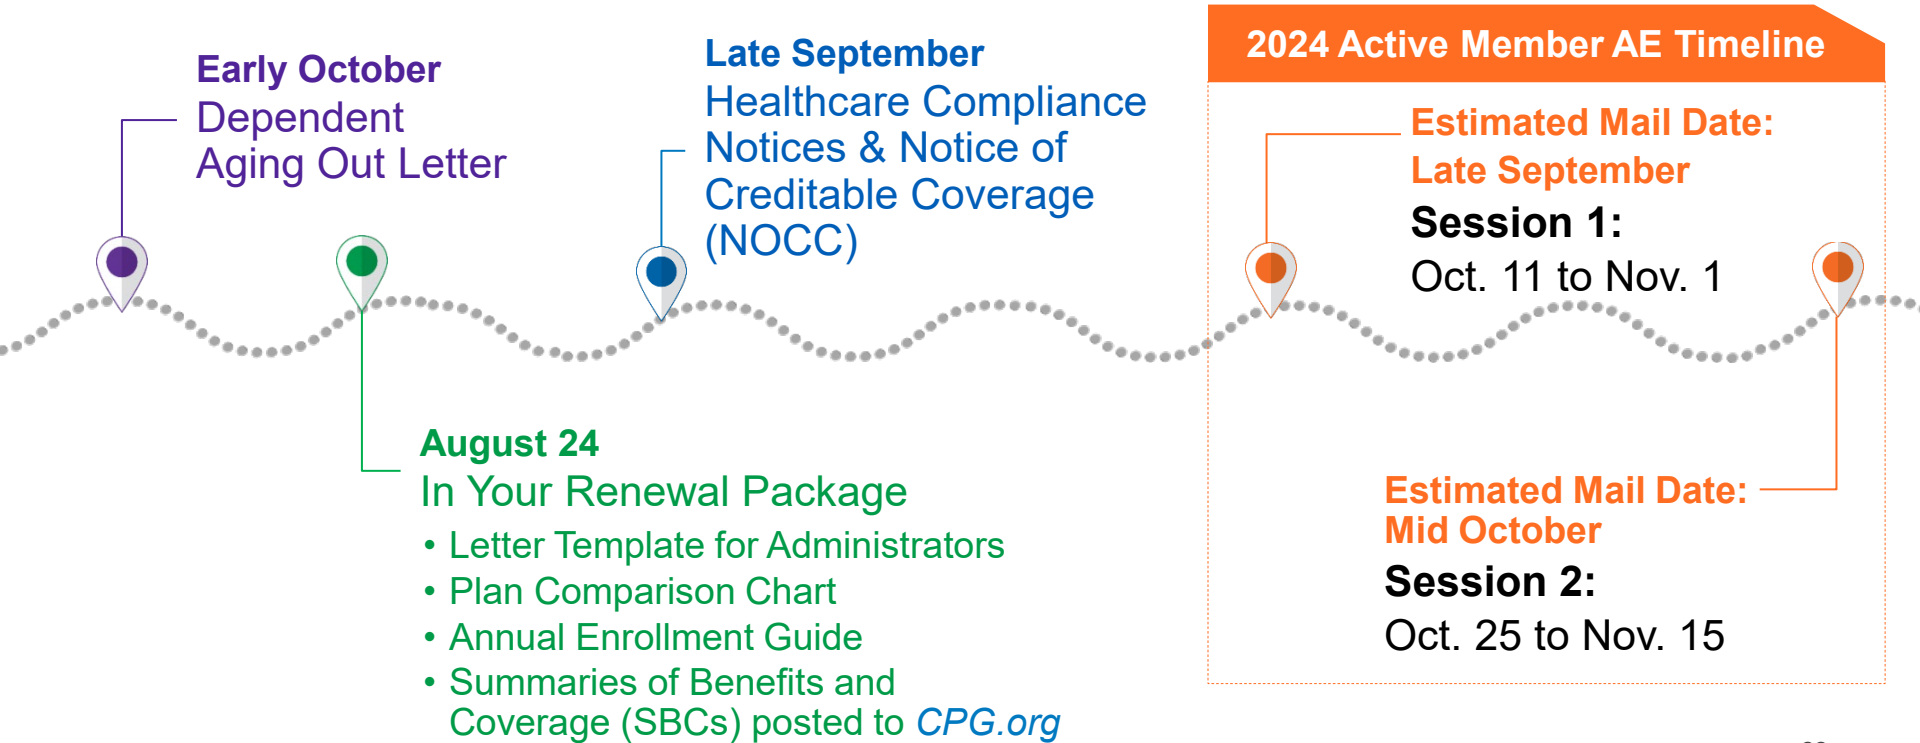 Early October
Dependent
Aging Out Letter
Late September
Healthcare Compliance
Notices & Notice of
Creditable Coverage
(NOCC)
August 24
In Your Renewal Package
• Letter Template for Administrators
• Plan Comparison Chart
• Annual Enrollment Guide
• Summaries of Benefits and
Coverage (SBCs) posted to CPG.org
2024 Active Member AE Timeline
Estimated Mail Date:
Late September
Session 1:
Oct. 11 to Nov. 1
Estimated Mail Date:
Mid October
Session 2:
Oct. 25 to Nov. 15